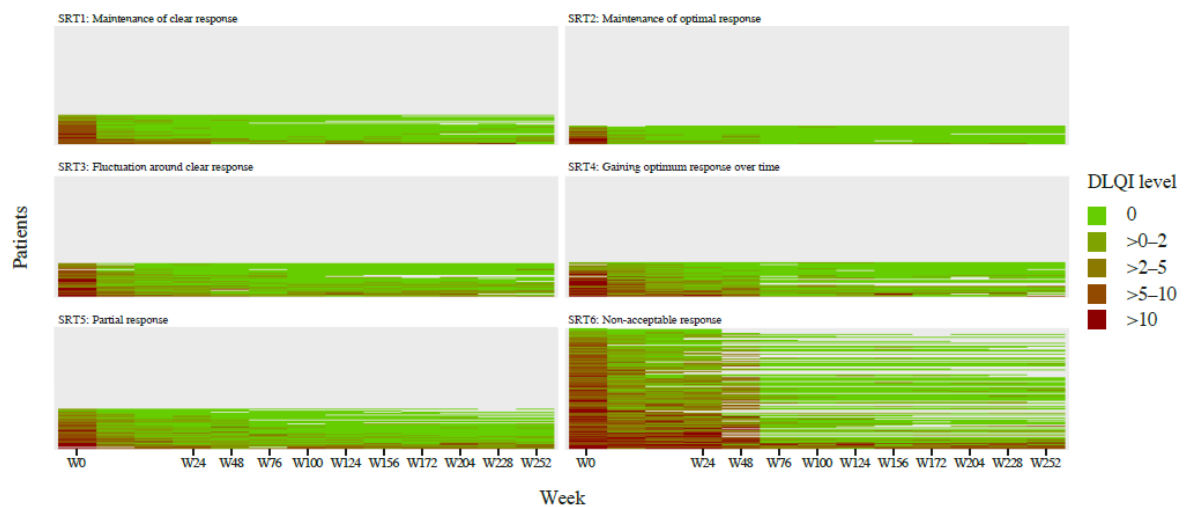 SRT1: Maintenance of clear response
SRT2: Maintenance of optimal response
SRT3: Fluctuation around clear response
SRT4: Gaining optimum response over time
SRT5: Partial response
SRT6: Non-acceptable response
Patients
DLQI level
0
>0–2
>2–5
>5–10
>10
W0 W24 W48 W76 W100 W124 W156 W172 W204 W228 W252
W0 W24 W48 W76 W100 W124 W156 W172 W204 W228 W252
Week